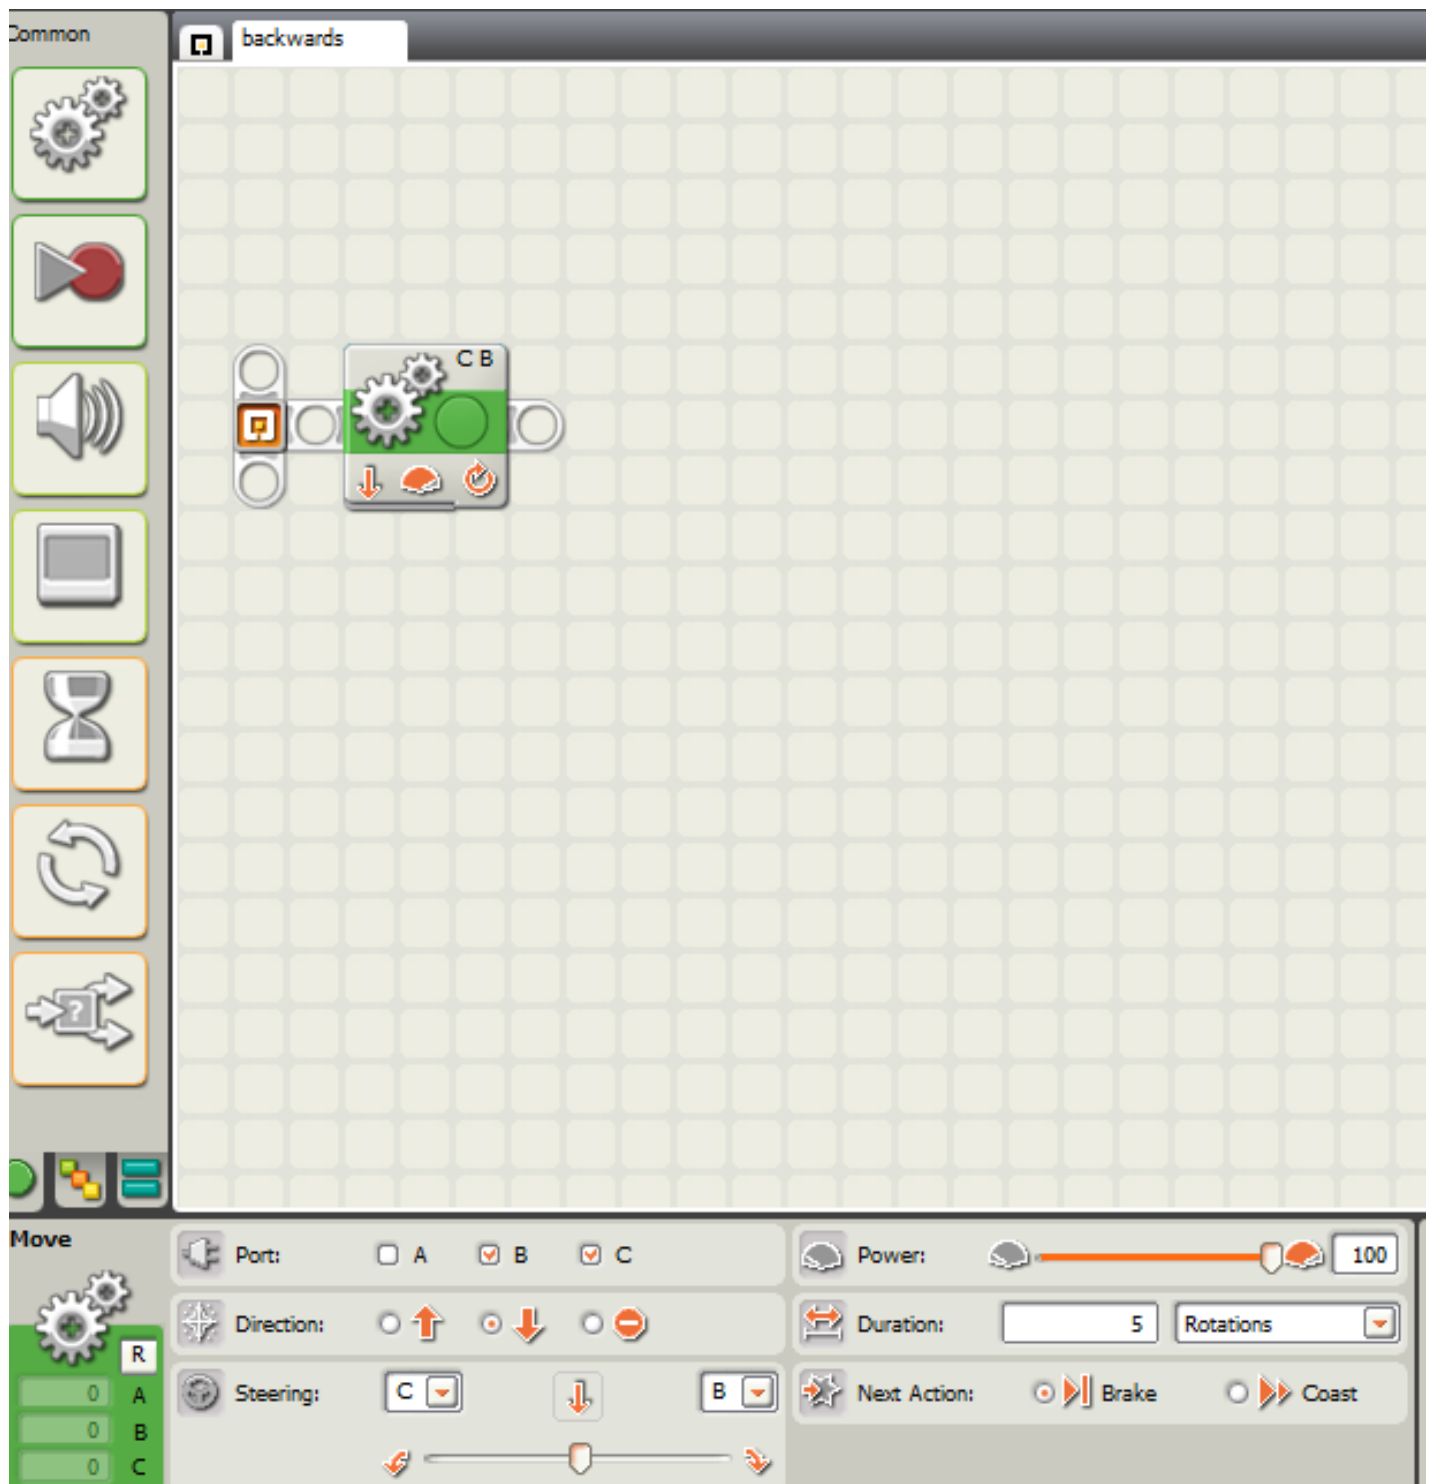 Common
backwards
C B
Move
Port: A B C
Power: 100
Direction:
Duration: 5 Rotations
R
Steering: C B
Next Action: Brake Coast
0 A
0 B
0 C
?